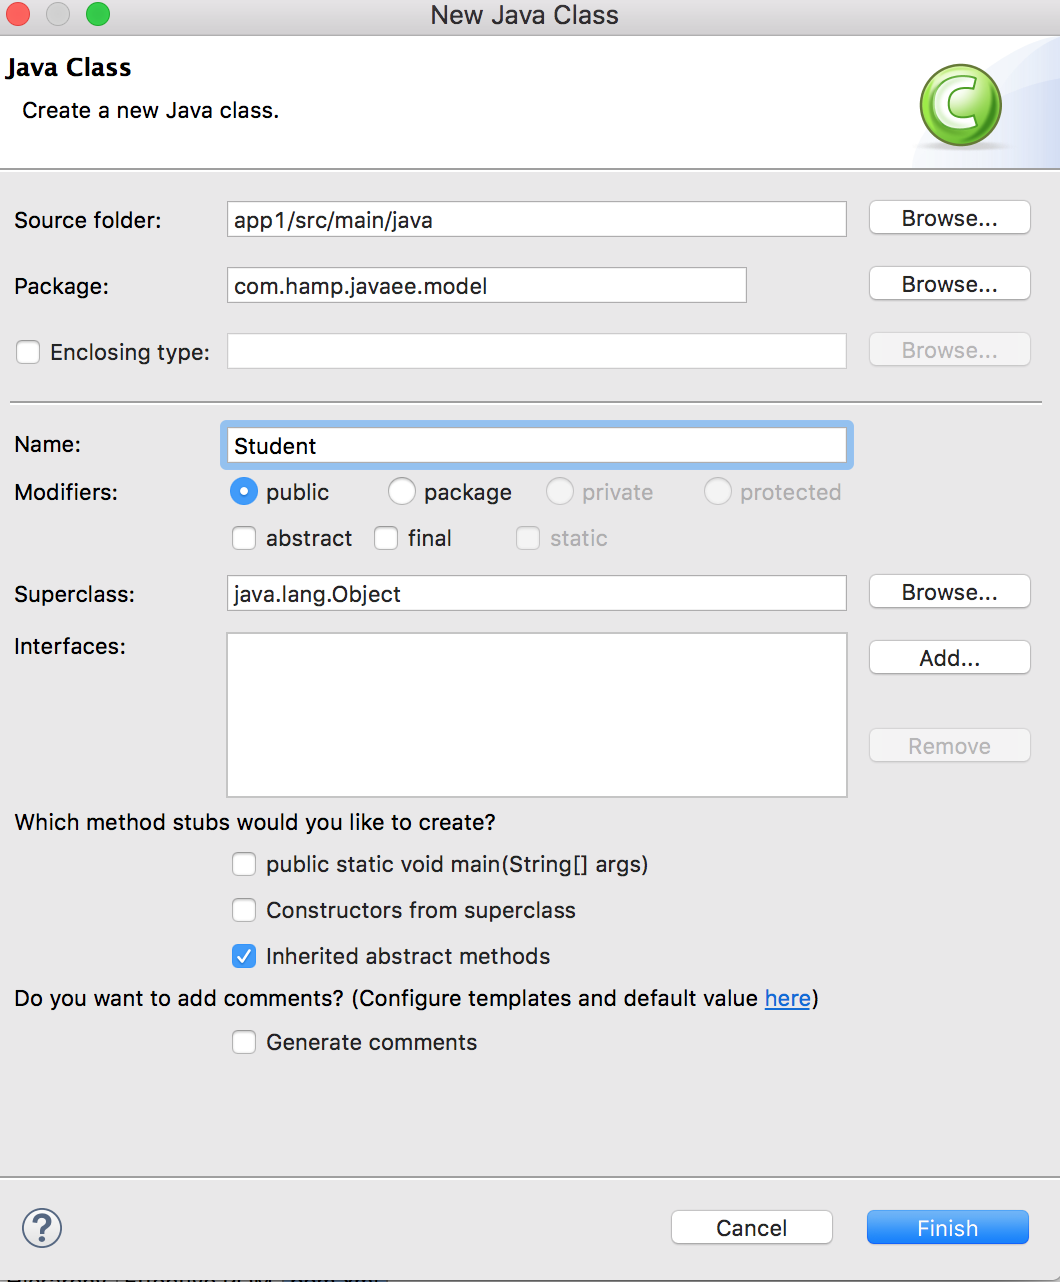 New Java Class
Java Class
Create a new Java class.
C
Source folder: app1/src/main/java Browse...
Package: com.hamp.javaee.model Browse...
Enclosing type: Browse...
Name: Student
Modifiers: public package private protected
abstract final static
Superclass: java.lang.Object Browse...
Interfaces: Add...
Remove
Which method stubs would you like to create?
public static void main(String[] args)
Constructors from superclass
Inherited abstract methods
Do you want to add comments? (Configure templates and default value here)
Generate comments
? Cancel Finish